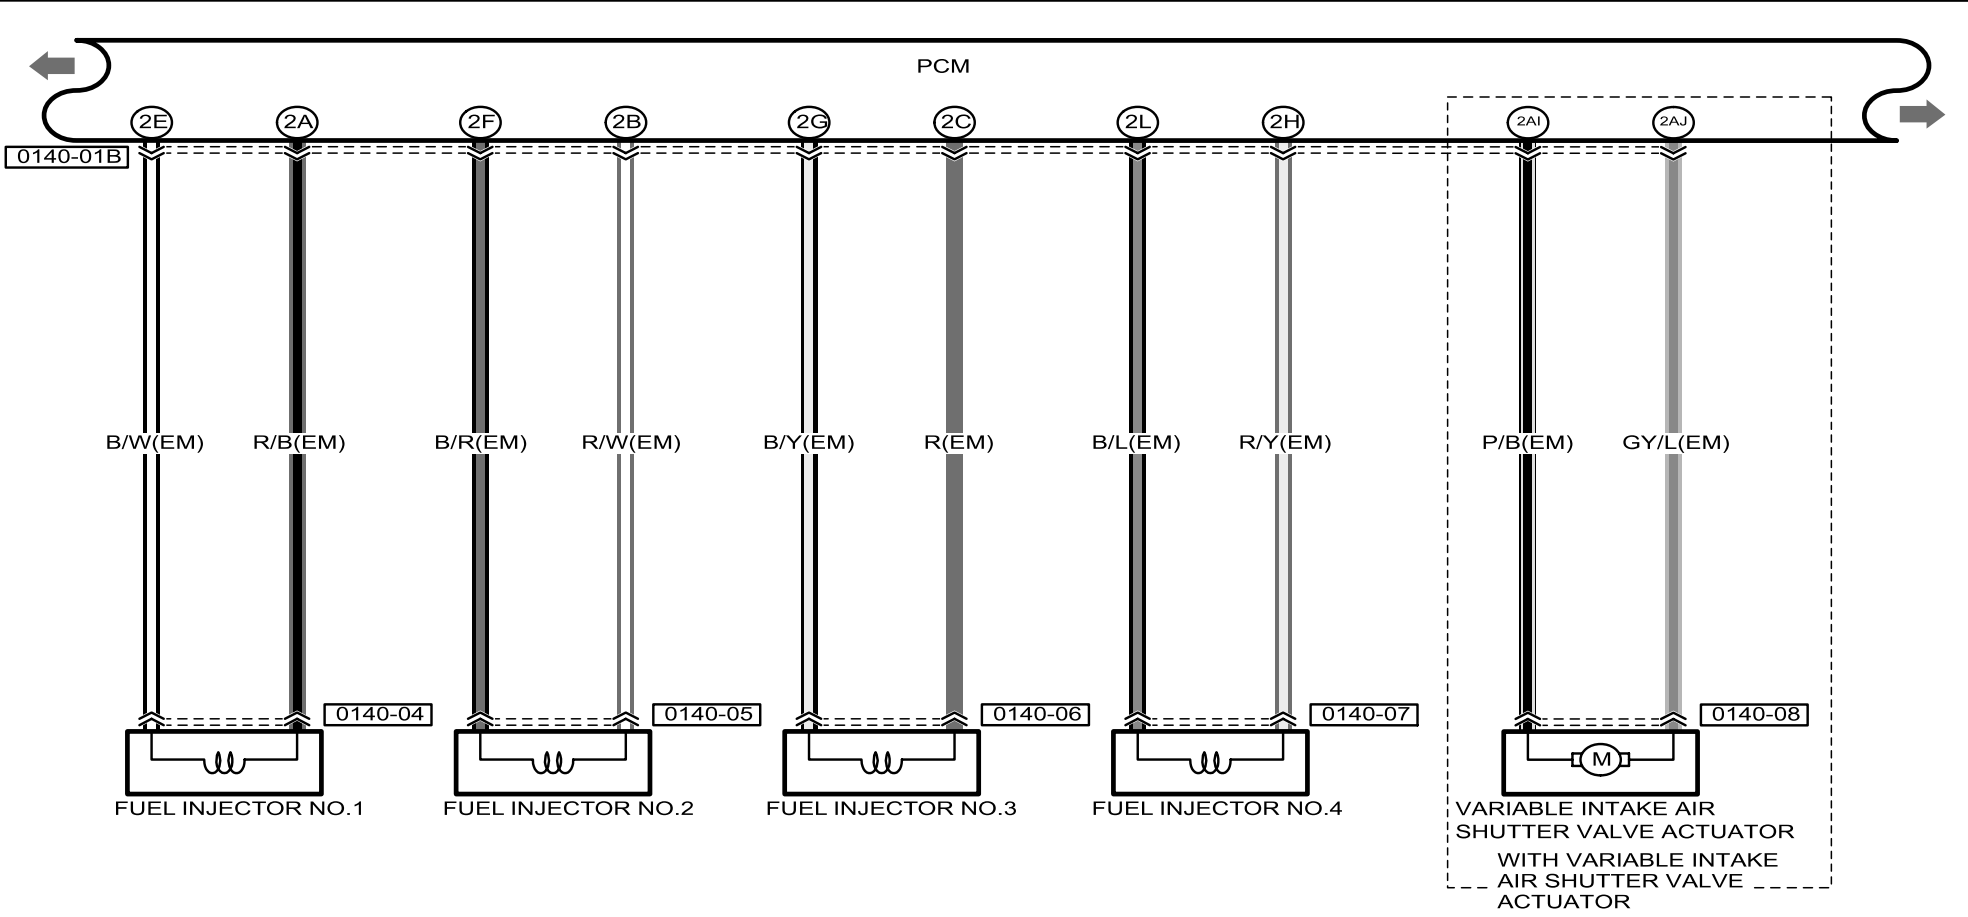 PCM
2E 2A 2F 2B 2G 2C 2L 2H 2AI 2AJ
0140-01B
B/W(EM) R/B(EM) B/R(EM) R/W(EM) B/Y(EM) R(EM) B/L(EM) R/Y(EM) P/B(EM) GY/L(EM)
0140-04 0140-05 0140-06 0140-07 0140-08
M
FUEL INJECTOR NO.1 FUEL INJECTOR NO.2 FUEL INJECTOR NO.3 FUEL INJECTOR NO.4 VARIABLE INTAKE AIR
SHUTTER VALVE ACTUATOR
WITH VARIABLE INTAKE
AIR SHUTTER VALVE
ACTUATOR